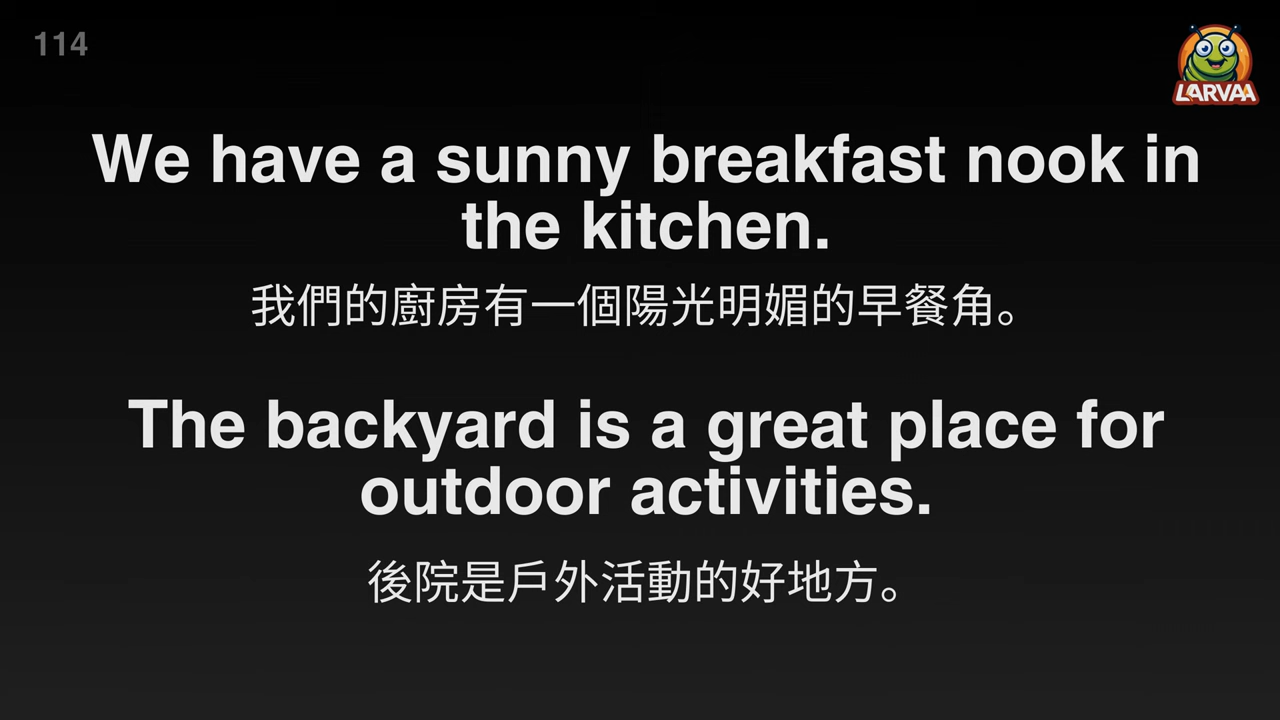 114
LARVAA
We have a sunny breakfast nook in
the kitchen.
我們的廚房有一個陽光明媚的早餐角。
The backyard is a great place for
outdoor activities.
後院是戶外活動的好地方。